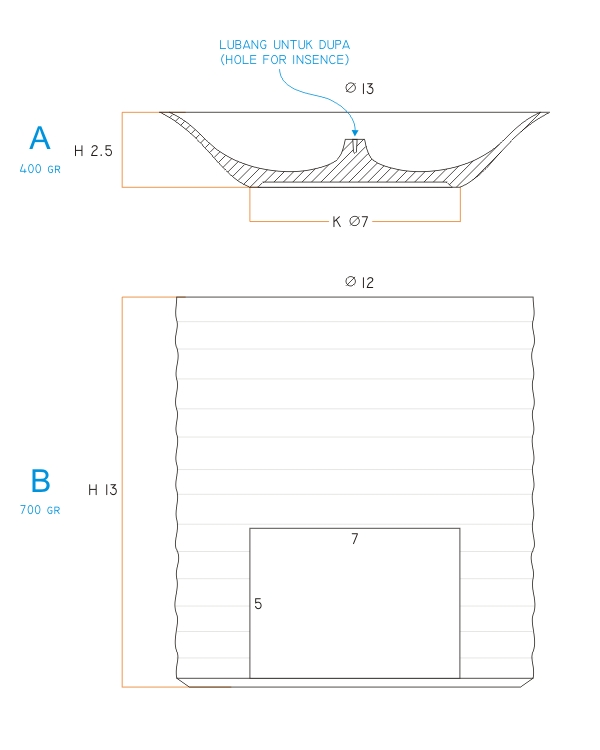 LUBANG UNTUK DUPA
(HOLE FOR INSENCE)
Ø 13
A
400 GR
H 2.5
K Ø7
Ø 12
B
700 GR
H 13
7
5